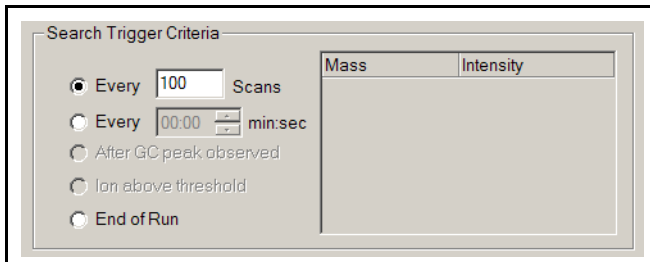 Search Trigger Criteria
Mass Intensity
Every 100 Scans
Every 00:00 min:sec
After GC peak observed
Ion above threshold
End of Run